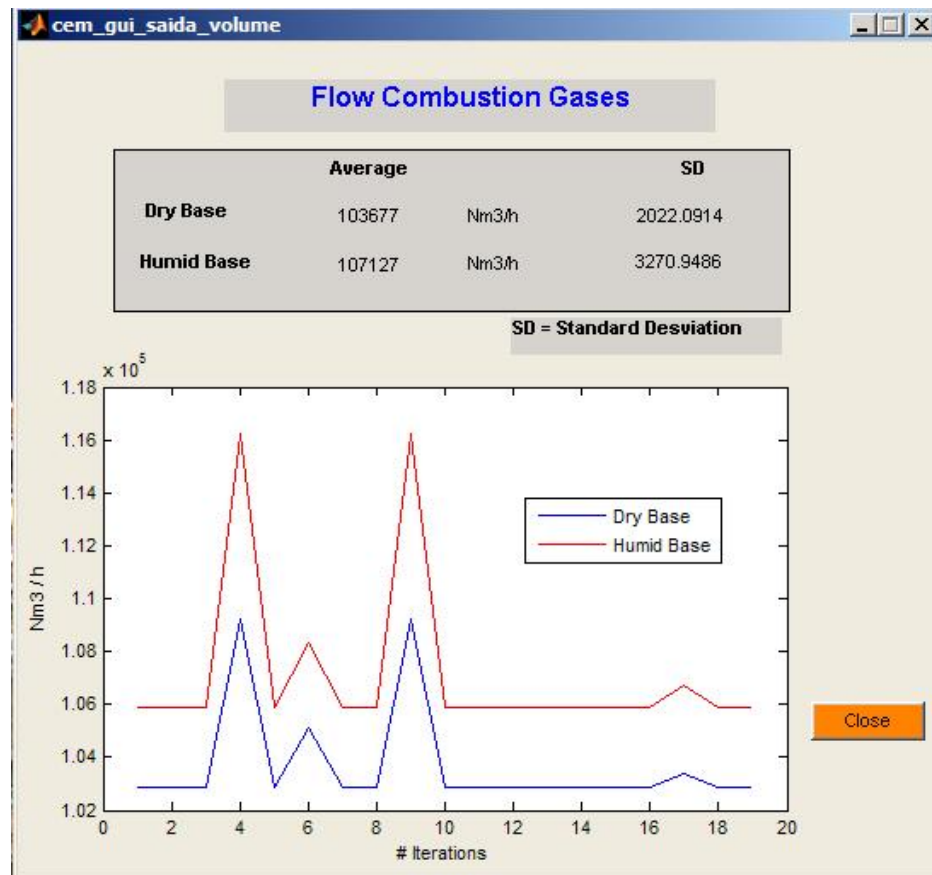 cem_gui_saida_volume
Flow Combustion Gases
Average SD
Dry Base 103677 Nm3/h 2022.0914
Humid Base 107127 Nm3/h 3270.9486
SD = Standard Desviation
x 10^5
1.18
1.16
1.14
1.12
1.1
1.08
1.06
1.04
1.02
Nm3 / h
Dry Base
Humid Base
Close
0 2 4 6 8 10 12 14 16 18 20
# Iterations